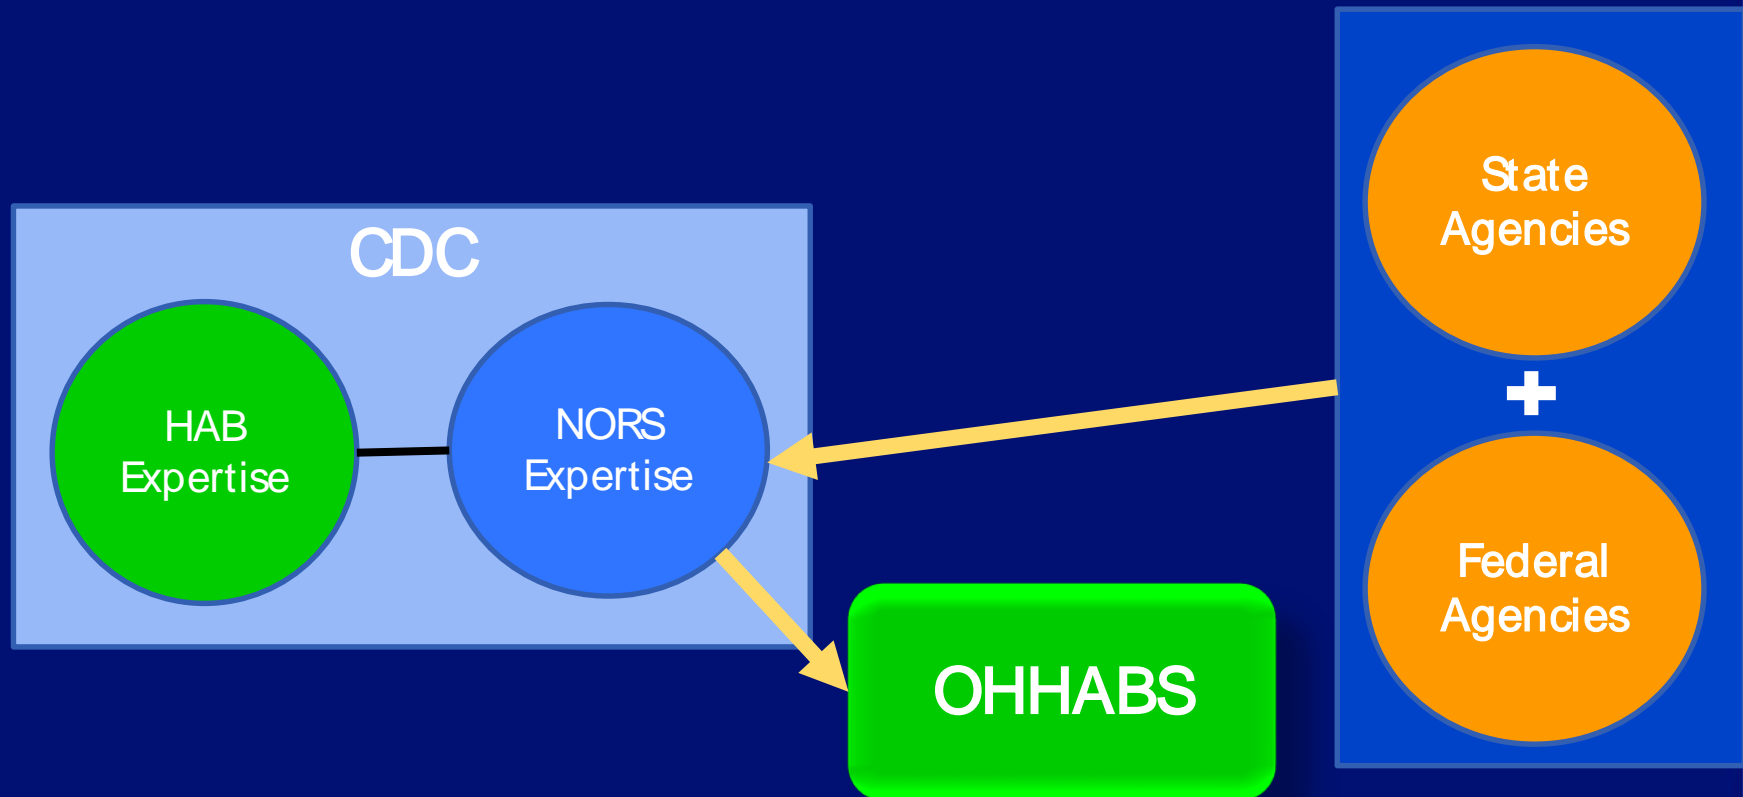 CDC
HAB
Expertise
NORS
Expertise
OHHABS
State
Agencies
+
Federal
Agencies